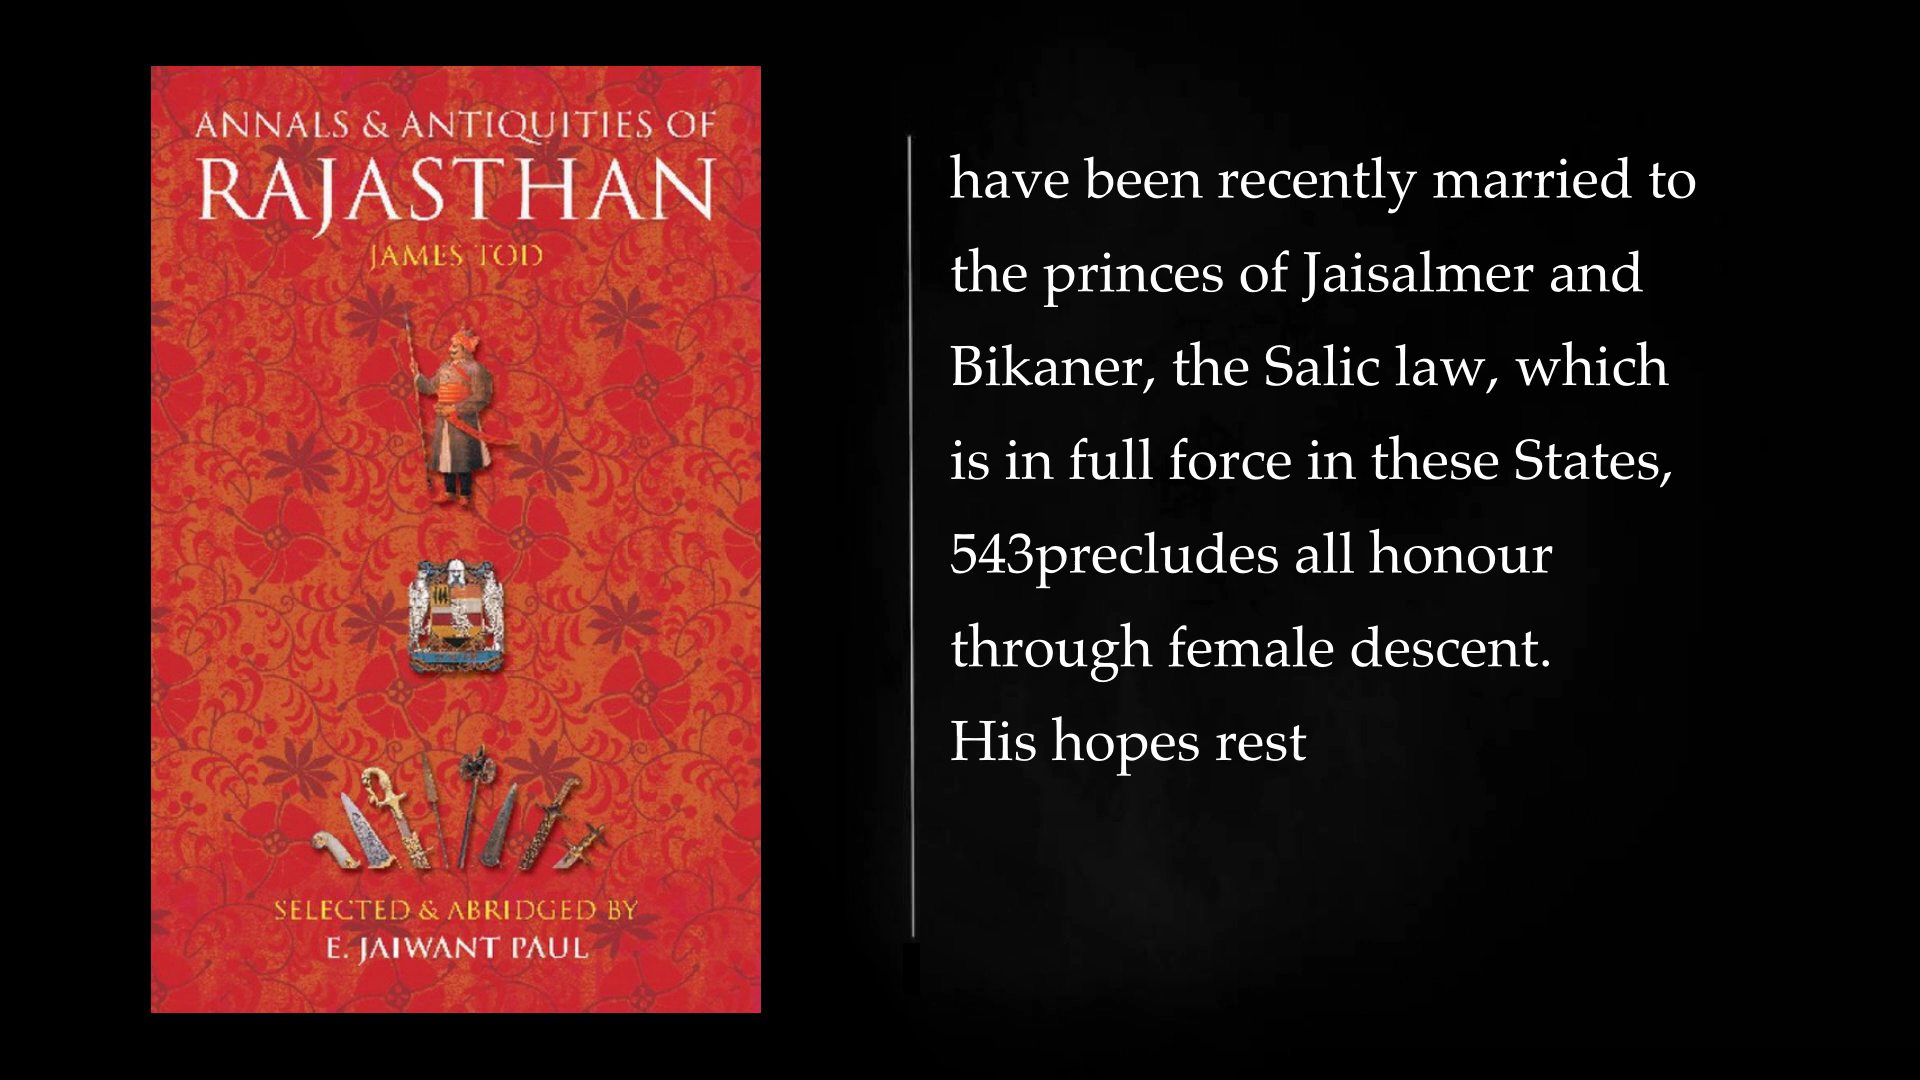 ANNALS & ANTIQUITIES OF
RAJASTHAN
JAMES TOD
SELECTED & ABRIDGED BY
E. JAIWANT PAUL
have been recently married to
the princes of Jaisalmer and
Bikaner, the Salic law, which
is in full force in these States,
543precludes all honour
through female descent.
His hopes rest